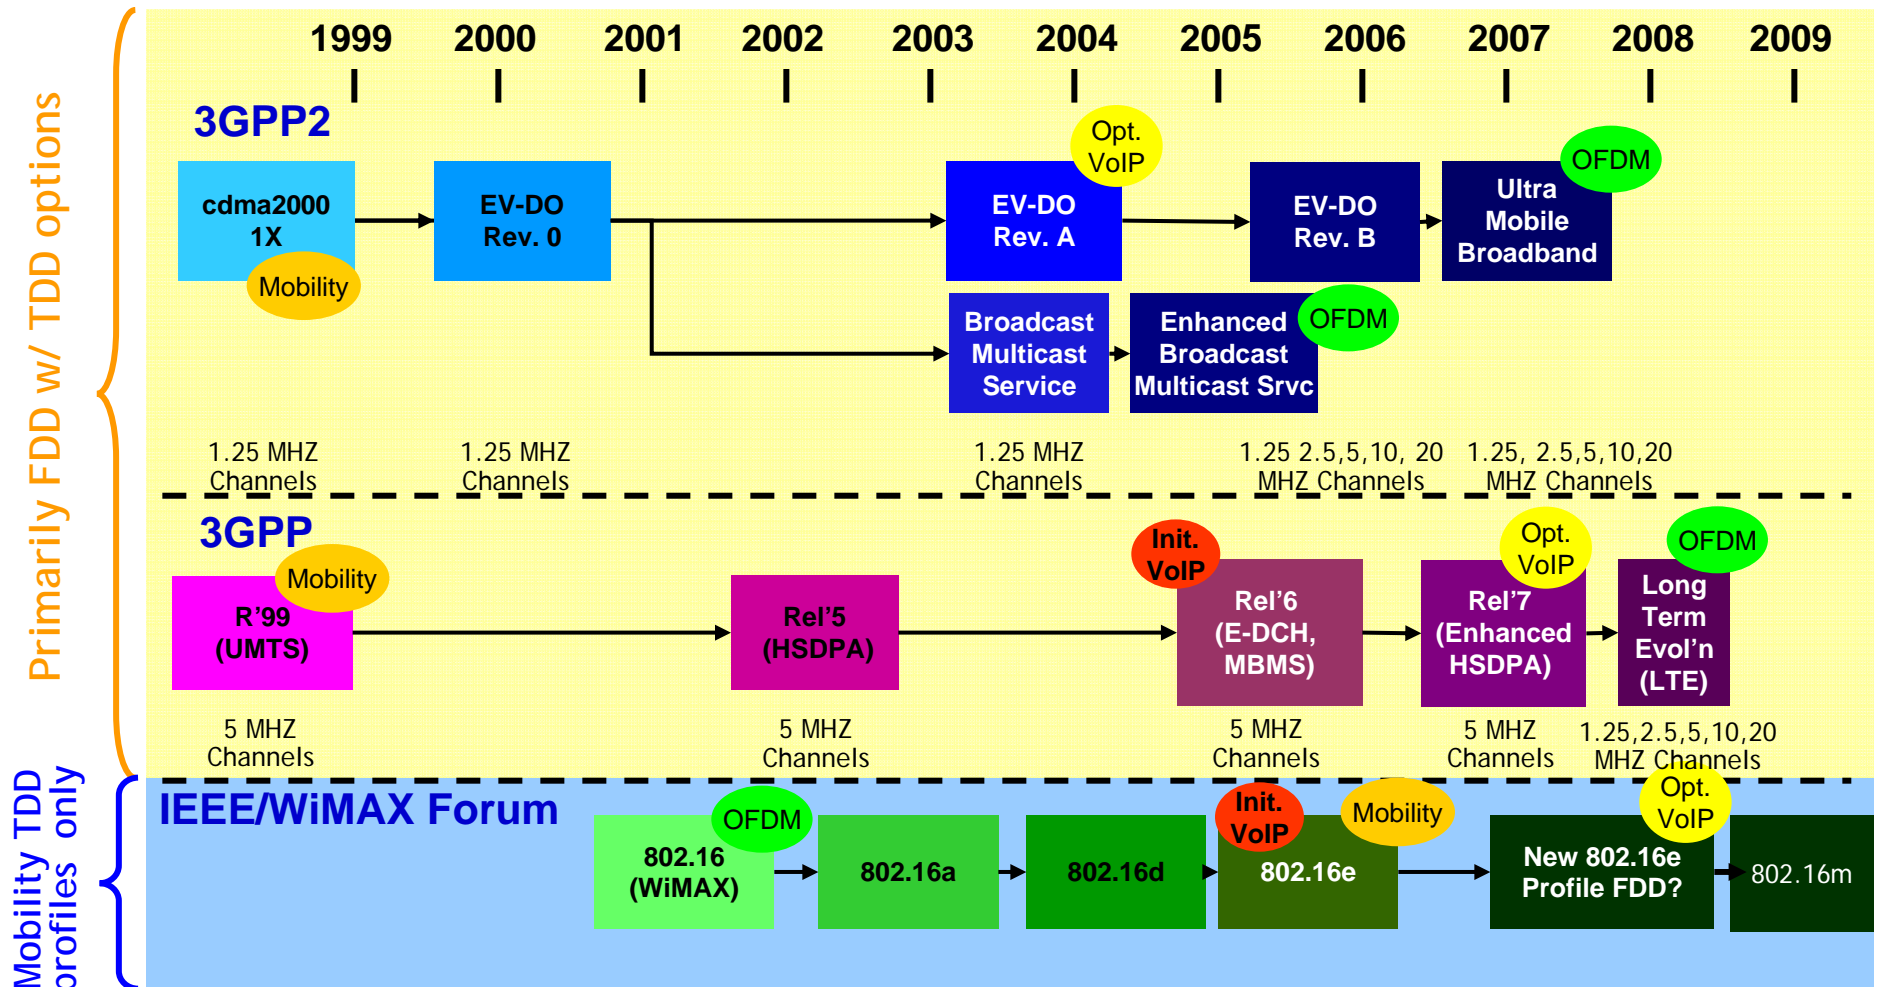 1999 2000 2001 2002 2003 2004 2005 2006 2007 2008 2009
Primarily FDD w/ TDD options
3GPP2
cdma2000
1X
Mobility
EV-DO
Rev. 0
Opt.
VoIP
EV-DO
Rev. A
EV-DO
Rev. B
OFDM
Ultra
Mobile
Broadband
Broadcast
Multicast
Service
Enhanced
Broadcast
Multicast Srvc
OFDM
1.25 MHZ
Channels
1.25 MHZ
Channels
1.25 MHZ
Channels
1.25 2.5,5,10, 20
MHZ Channels
1.25, 2.5,5,10,20
MHZ Channels
3GPP
Mobility
R’99
(UMTS)
Rel’5
(HSDPA)
Init.
VoIP
Rel’6
(E-DCH,
MBMS)
Opt.
VoIP
Rel’7
(Enhanced
HSDPA)
OFDM
Long
Term
Evol’n
(LTE)
5 MHZ
Channels
5 MHZ
Channels
5 MHZ
Channels
5 MHZ
Channels
1.25,2.5,5,10,20
MHZ Channels
Mobility TDD
profiles only
IEEE/WiMAX Forum
OFDM
802.16
(WiMAX)
802.16a
802.16d
Init.
VoIP
Mobility
802.16e
Opt.
VoIP
New 802.16e
Profile FDD?
802.16m